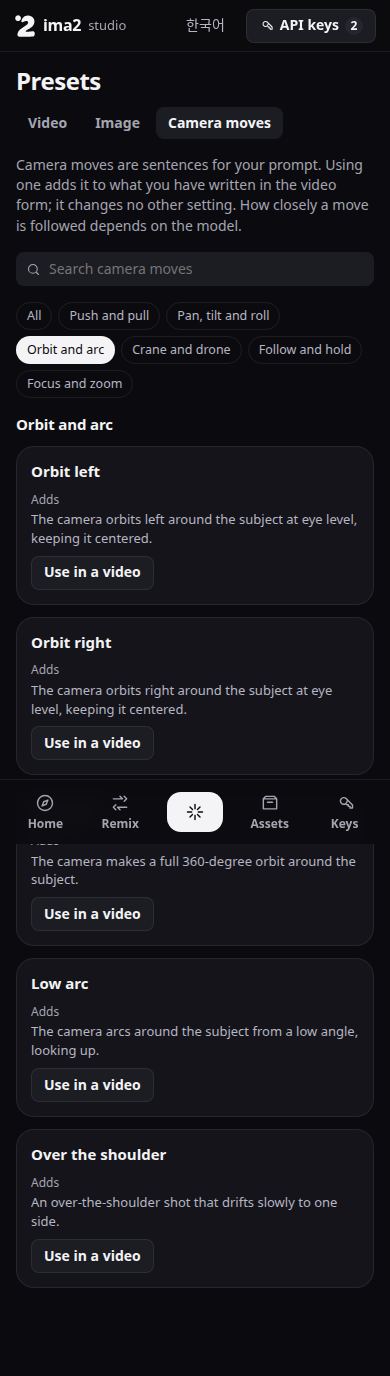 ima2 studio
한국어
API keys 2
Presets
Video
Image
Camera moves
Camera moves are sentences for your prompt. Using
one adds it to what you have written in the video
form; it changes no other setting. How closely a move
is followed depends on the model.
Search camera moves
All
Push and pull
Pan, tilt and roll
Orbit and arc
Crane and drone
Follow and hold
Focus and zoom
Orbit and arc
Orbit left
Adds
The camera orbits left around the subject at eye level,
keeping it centered.
Use in a video
Orbit right
Adds
The camera orbits right around the subject at eye
level, keeping it centered.
Use in a video
Home
Remix
Assets
Keys
The camera makes a full 360-degree orbit around the
subject.
Use in a video
Low arc
Adds
The camera arcs around the subject from a low angle,
looking up.
Use in a video
Over the shoulder
Adds
An over-the-shoulder shot that drifts slowly to one
side.
Use in a video